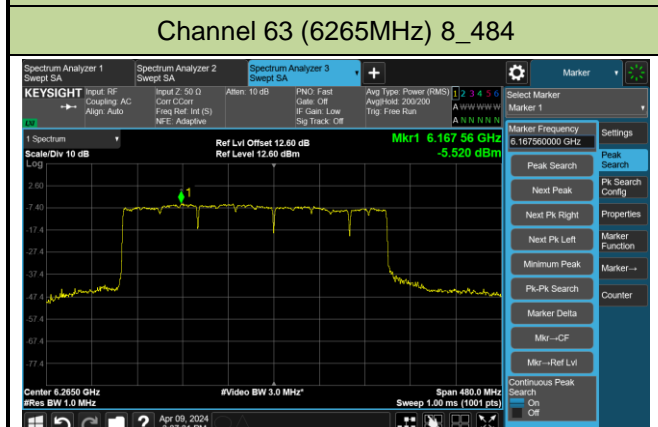 Channel 63 (6265MHz) 8_484
Spectrum Analyzer 1
Swept SA
Spectrum Analyzer 2
Swept SA
Spectrum Analyzer 3
Swept SA
+
Marker
KEYSIGHT
Input: RF
Coupling: AC
Align: Auto
Input Z: 50 Ω
Corr CCorr
Freq Ref: Int (S)
NFE: Adaptive
Atten: 10 dB
PNO: Fast
Gate: Off
IF Gain: Low
Sig Track: Off
Avg Type: Power (RMS)
Avg|Hold: 200/200
Trig: Free Run
1 2 3 4 5 6
A W W W W W
A N N N N N
Select Marker
Marker 1
1 Spectrum
Scale/Div 10 dB
Log
Ref Lvl Offset 12.60 dB
Ref Level 12.60 dBm
Mkr1 6.167 56 GHz
-5.520 dBm
1
2.60
-7.40
-17.4
-27.4
-37.4
-47.4
-57.4
-67.4
-77.4
Center 6.2650 GHz
#Res BW 1.0 MHz
#Video BW 3.0 MHz*
Span 480.0 MHz
Sweep 1.00 ms (1001 pts)
Marker Frequency
6.167560000 GHz
Peak Search
Next Peak
Next Pk Right
Next Pk Left
Minimum Peak
Pk-Pk Search
Marker Delta
Mkr→CF
Mkr→Ref Lvl
Continuous Peak
Search
On
Off
Settings
Peak
Search
Pk Search
Config
Properties
Marker
Function
Marker→
Counter
?
Apr 09, 2024